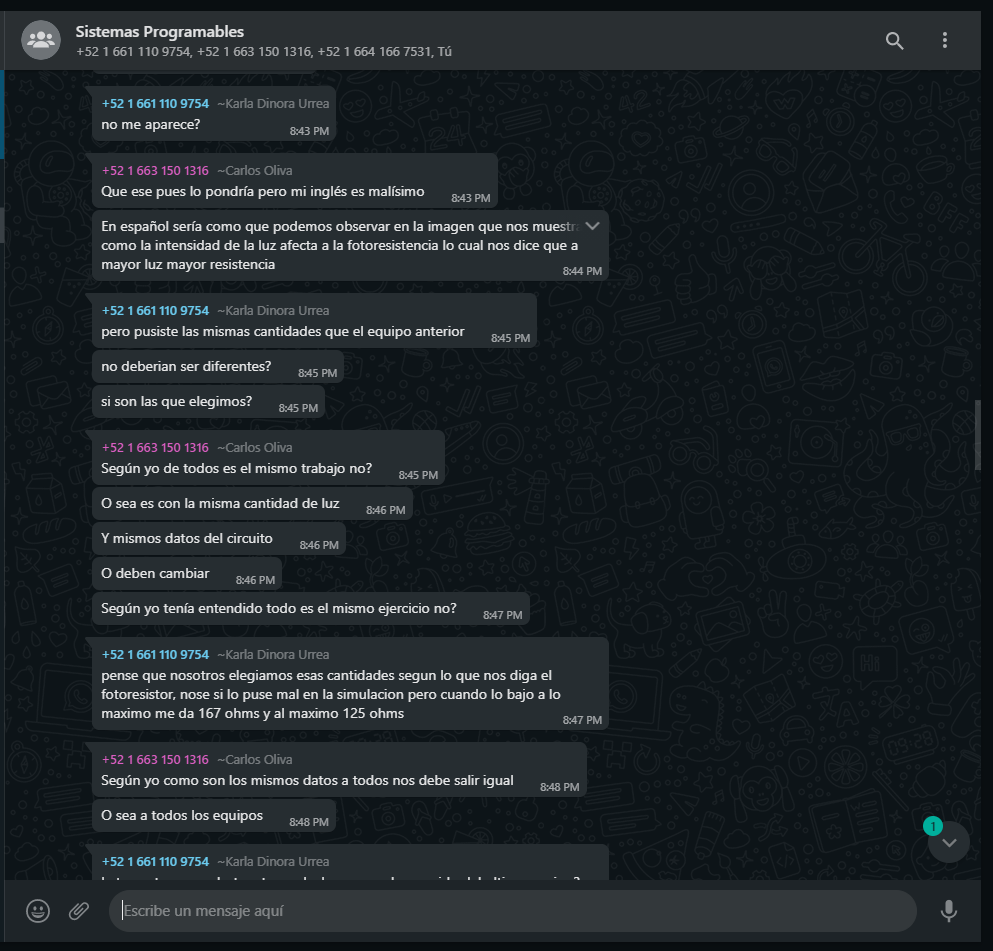 Sistemas Programables
+52 1 661 110 9754, +52 1 663 150 1316, +52 1 664 166 7531, Tú
+52 1 661 110 9754 ~Karla Dinora Urrea
no me aparece?
8:43 PM
+52 1 663 150 1316 ~Carlos Oliva
Que ese pues lo pondría pero mi inglés es malísimo
8:43 PM
En español sería como que podemos observar en la imagen que nos muestra
como la intensidad de la luz afecta a la fotoresistencia lo cual nos dice que a
mayor luz mayor resistencia
8:44 PM
+52 1 661 110 9754 ~Karla Dinora Urrea
pero pusiste las mismas cantidades que el equipo anterior
8:45 PM
no deberian ser diferentes?
8:45 PM
si son las que elegimos?
8:45 PM
+52 1 663 150 1316 ~Carlos Oliva
Según yo de todos es el mismo trabajo no?
8:45 PM
O sea es con la misma cantidad de luz
8:46 PM
Y mismos datos del circuito
8:46 PM
O deben cambiar
8:46 PM
Según yo tenía entendido todo es el mismo ejercicio no?
8:47 PM
+52 1 661 110 9754 ~Karla Dinora Urrea
pense que nosotros elegiamos esas cantidades segun lo que nos diga el
fotoresistor, nose si lo puse mal en la simulacion pero cuando lo bajo a lo
maximo me da 167 ohms y al maximo 125 ohms
8:47 PM
+52 1 663 150 1316 ~Carlos Oliva
Según yo como son los mismos datos a todos nos debe salir igual
8:48 PM
O sea a todos los equipos
8:48 PM
+52 1 661 110 9754 ~Karla Dinora Urrea
1
Escribe un mensaje aquí